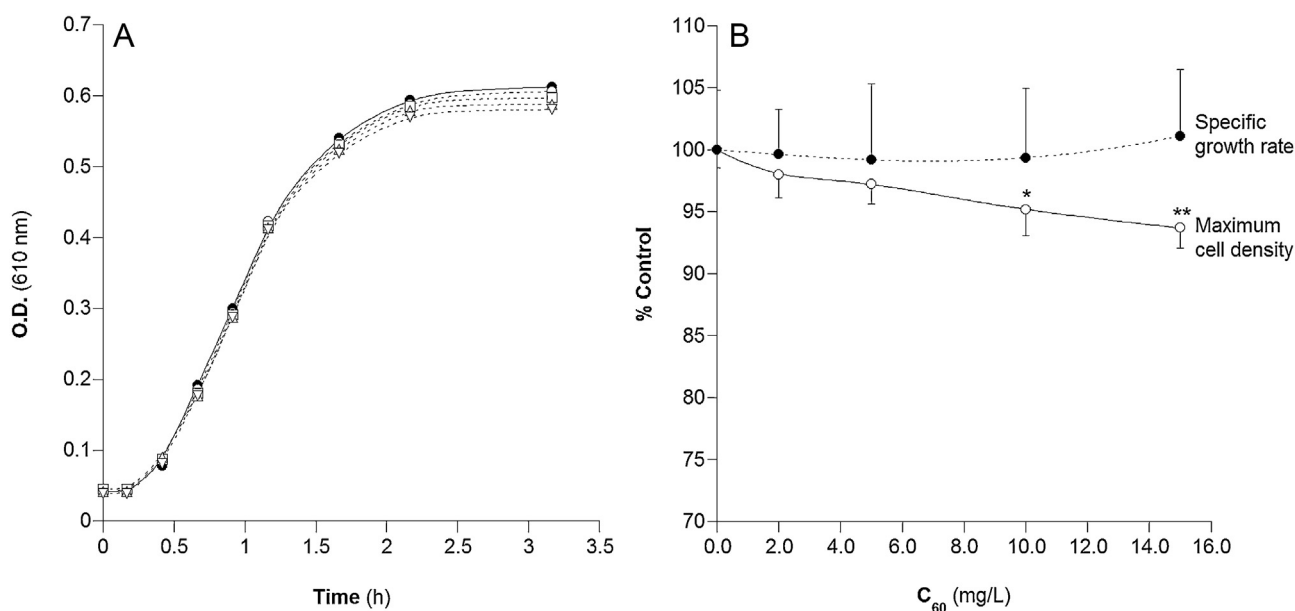 A
0.7
0.6
0.5
0.4
0.3
0.2
0.1
0
O.D. (610 nm)
0 0.5 1 1.5 2 2.5 3 3.5
Time (h)
B
110
105
100
95
90
85
80
75
70
% Control
Specific
growth rate
*
**
Maximum
cell density
0.0 2.0 4.0 6.0 8.0 10.0 12.0 14.0 16.0
C60 (mg/L)